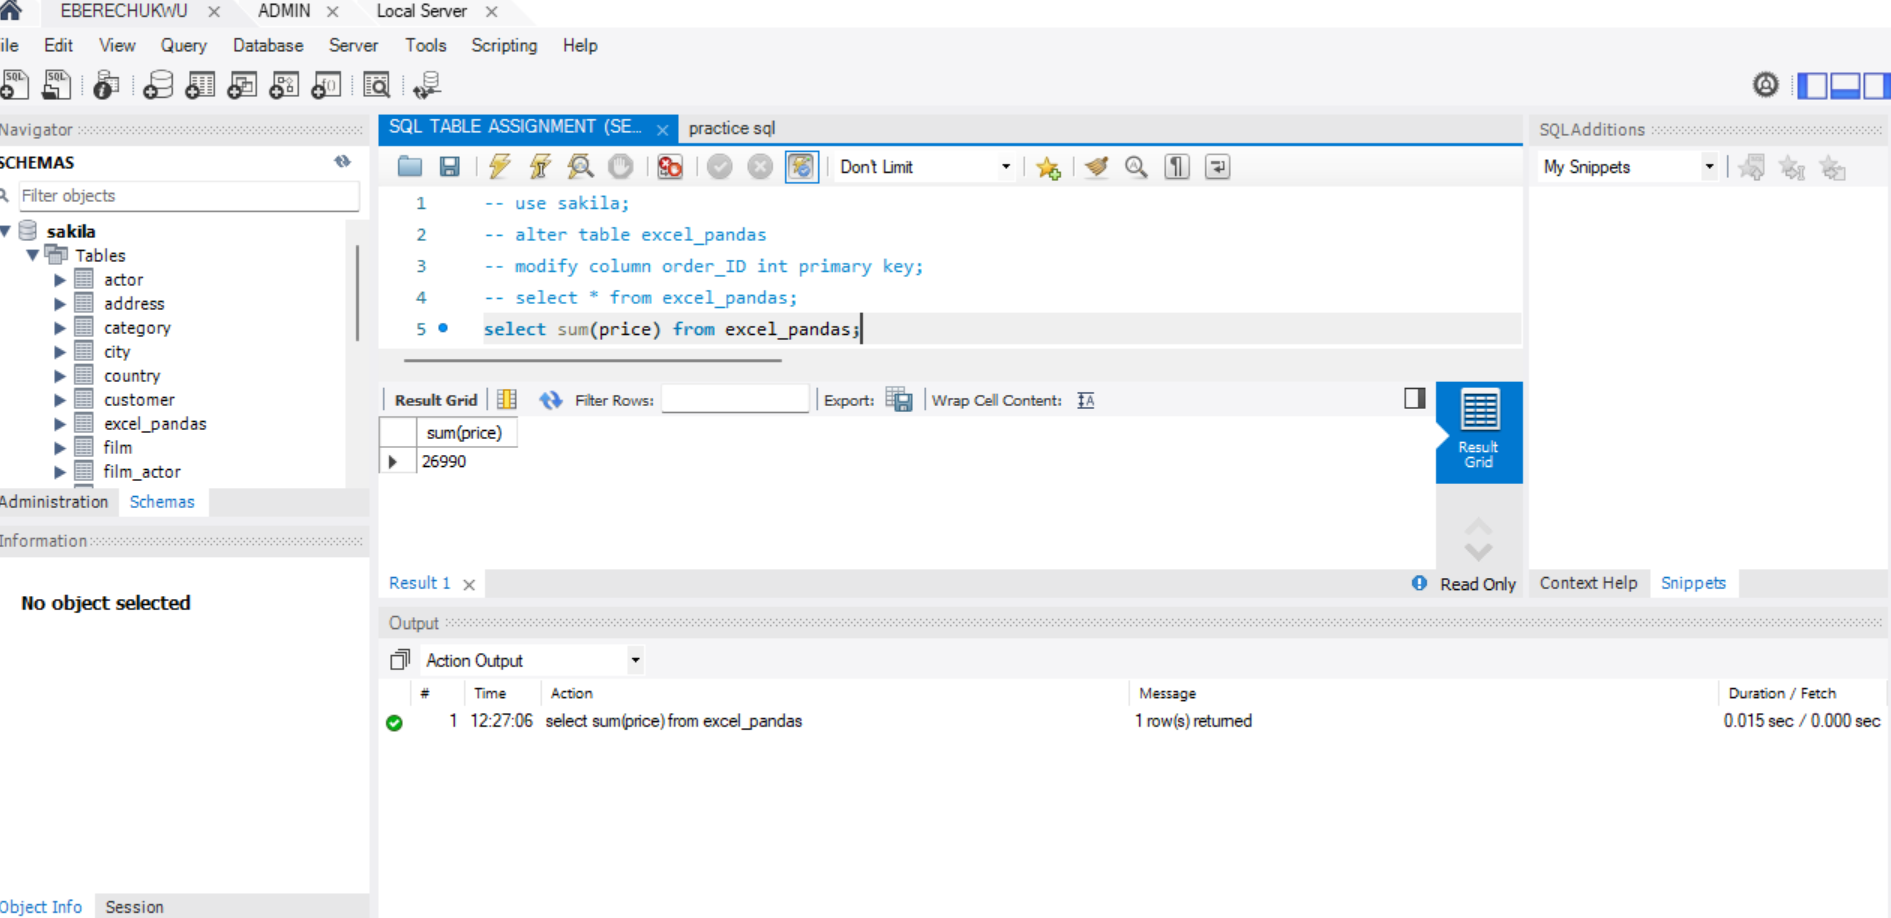 EBERECHUKWU ADMIN Local Server
ile Edit View Query Database Server Tools Scripting Help
Navigator
SCHEMAS
Filter objects
sakila
Tables
actor
address
category
city
country
customer
excel_pandas
film
film_actor
Administration Schemas
Information
No object selected
Object Info Session
SQL TABLE ASSIGNMENT (SE... practice sql
Don't Limit
1 -- use sakila;
2 -- alter table excel_pandas
3 -- modify column order_ID int primary key;
4 -- select * from excel_pandas;
5 select sum(price) from excel_pandas;
Result Grid Filter Rows: Export: Wrap Cell Content:
sum(price)
26990
Result
Grid
Result 1 Read Only
SQLAdditions
My Snippets
Context Help Snippets
Output
Action Output
# Time Action Message Duration / Fetch
1 12:27:06 select sum(price) from excel_pandas 1 row(s) returned 0.015 sec / 0.000 sec